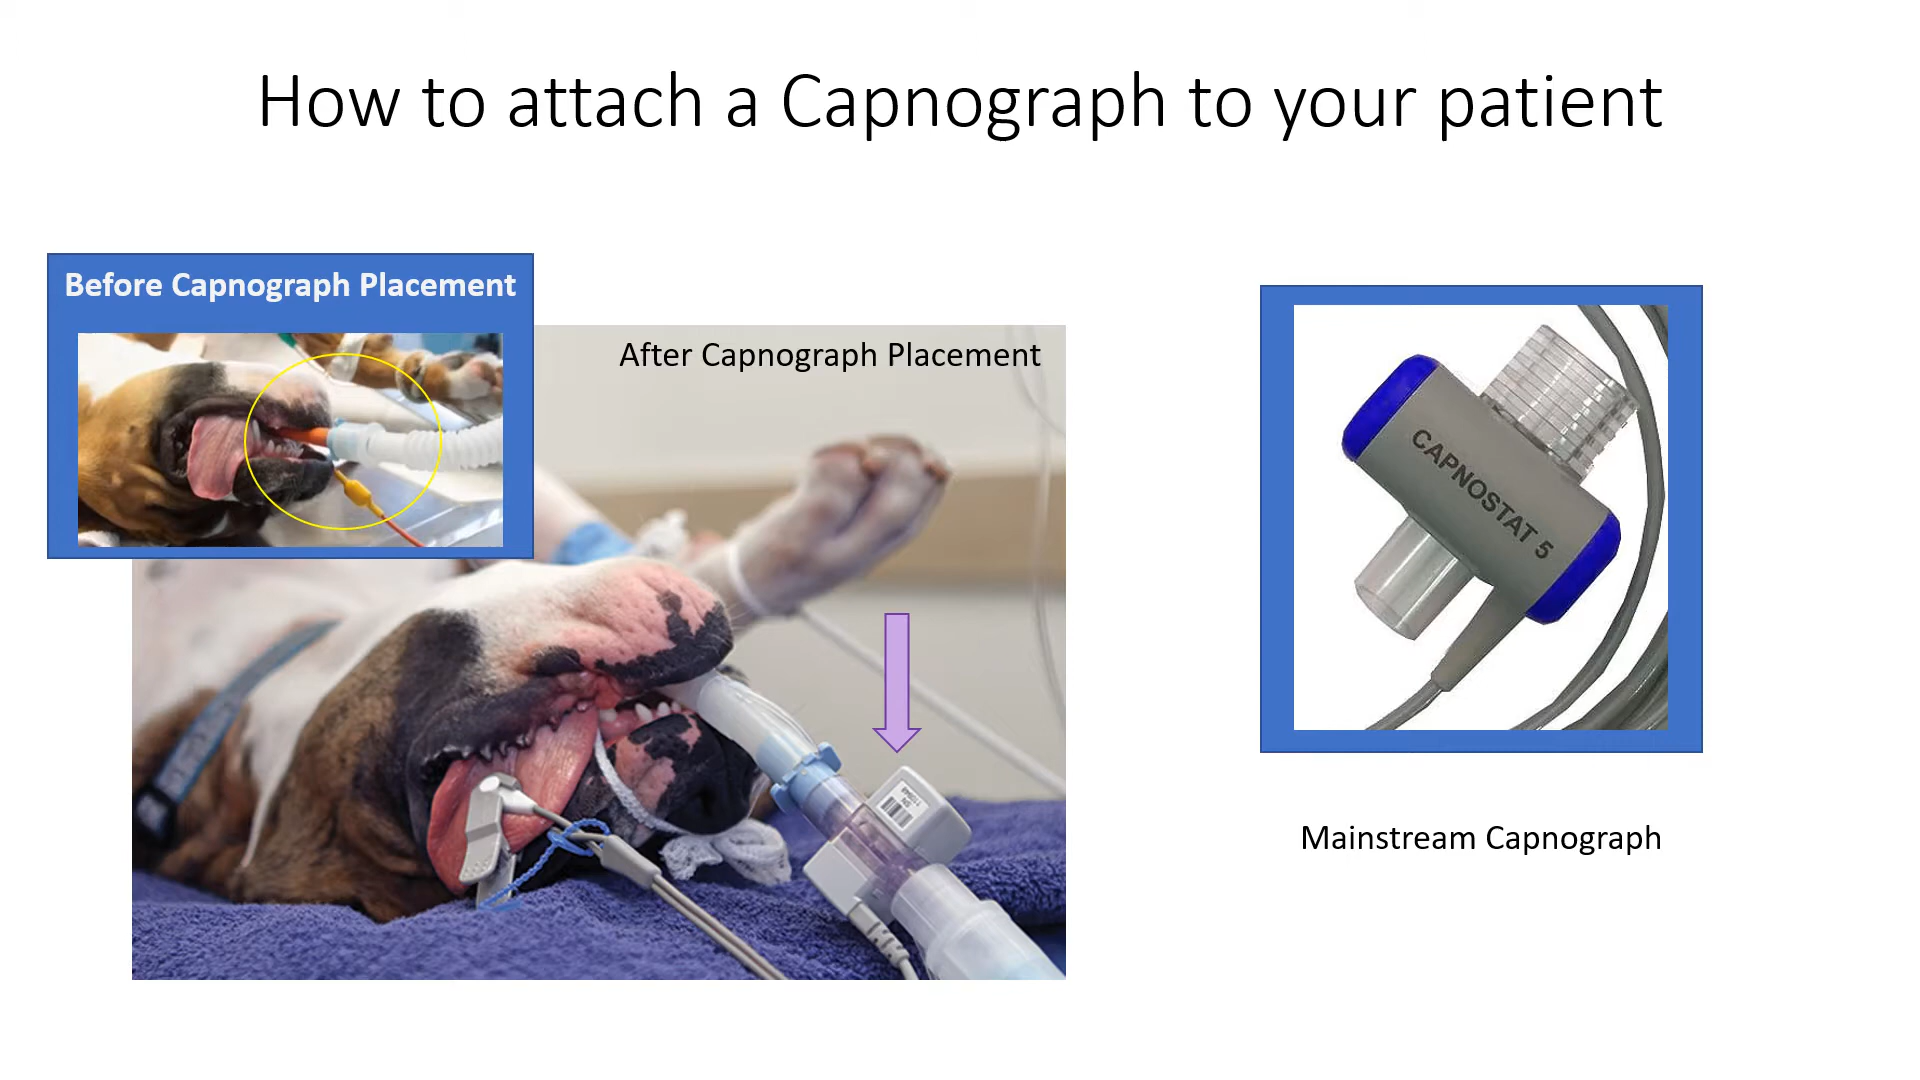 How to attach a Capnograph to your patient
Before Capnograph Placement
After Capnograph Placement
CAPNOSTAT 5
Mainstream Capnograph